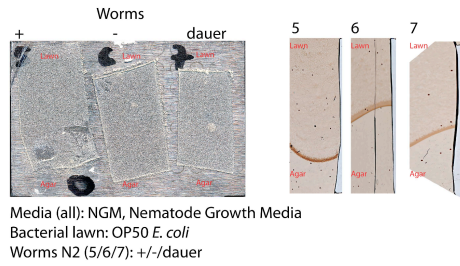 Worms
+ - dauer
5 6 7
Lawn Lawn Lawn Lawn Lawn Lawn
Agar Agar Agar Agar Agar Agar
Media (all): NGM, Nematode Growth Media
Bacterial lawn: OP50 E. coli
Worms N2 (5/6/7): +/-/dauer